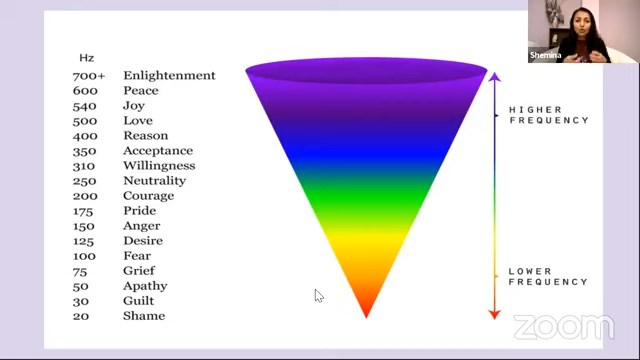 Hz
700+ Enlightenment
600 Peace
540 Joy
500 Love
400 Reason
350 Acceptance
310 Willingness
250 Neutrality
200 Courage
175 Pride
150 Anger
125 Desire
100 Fear
75 Grief
50 Apathy
30 Guilt
20 Shame
HIGHER
FREQUENCY
LOWER
FREQUENCY
Shemina
zoom